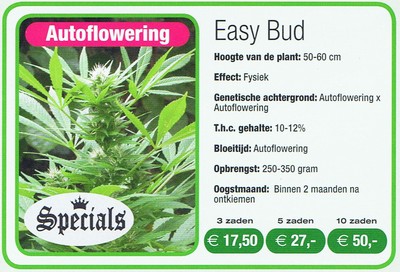 Autoflowering
Easy Bud
Hoogte van de plant: 50-60 cm
Effect: Fysiek
Genetische achtergrond: Autoflowering x
Autoflowering
T.h.c. gehalte: 10-12%
Bloeitijd: Autoflowering
Opbrengst: 250-350 gram
Oogstmaand: Binnen 2 maanden na
ontkiemen
Specials
3 zaden 5 zaden 10 zaden
€ 17,50 € 27,- € 50,-